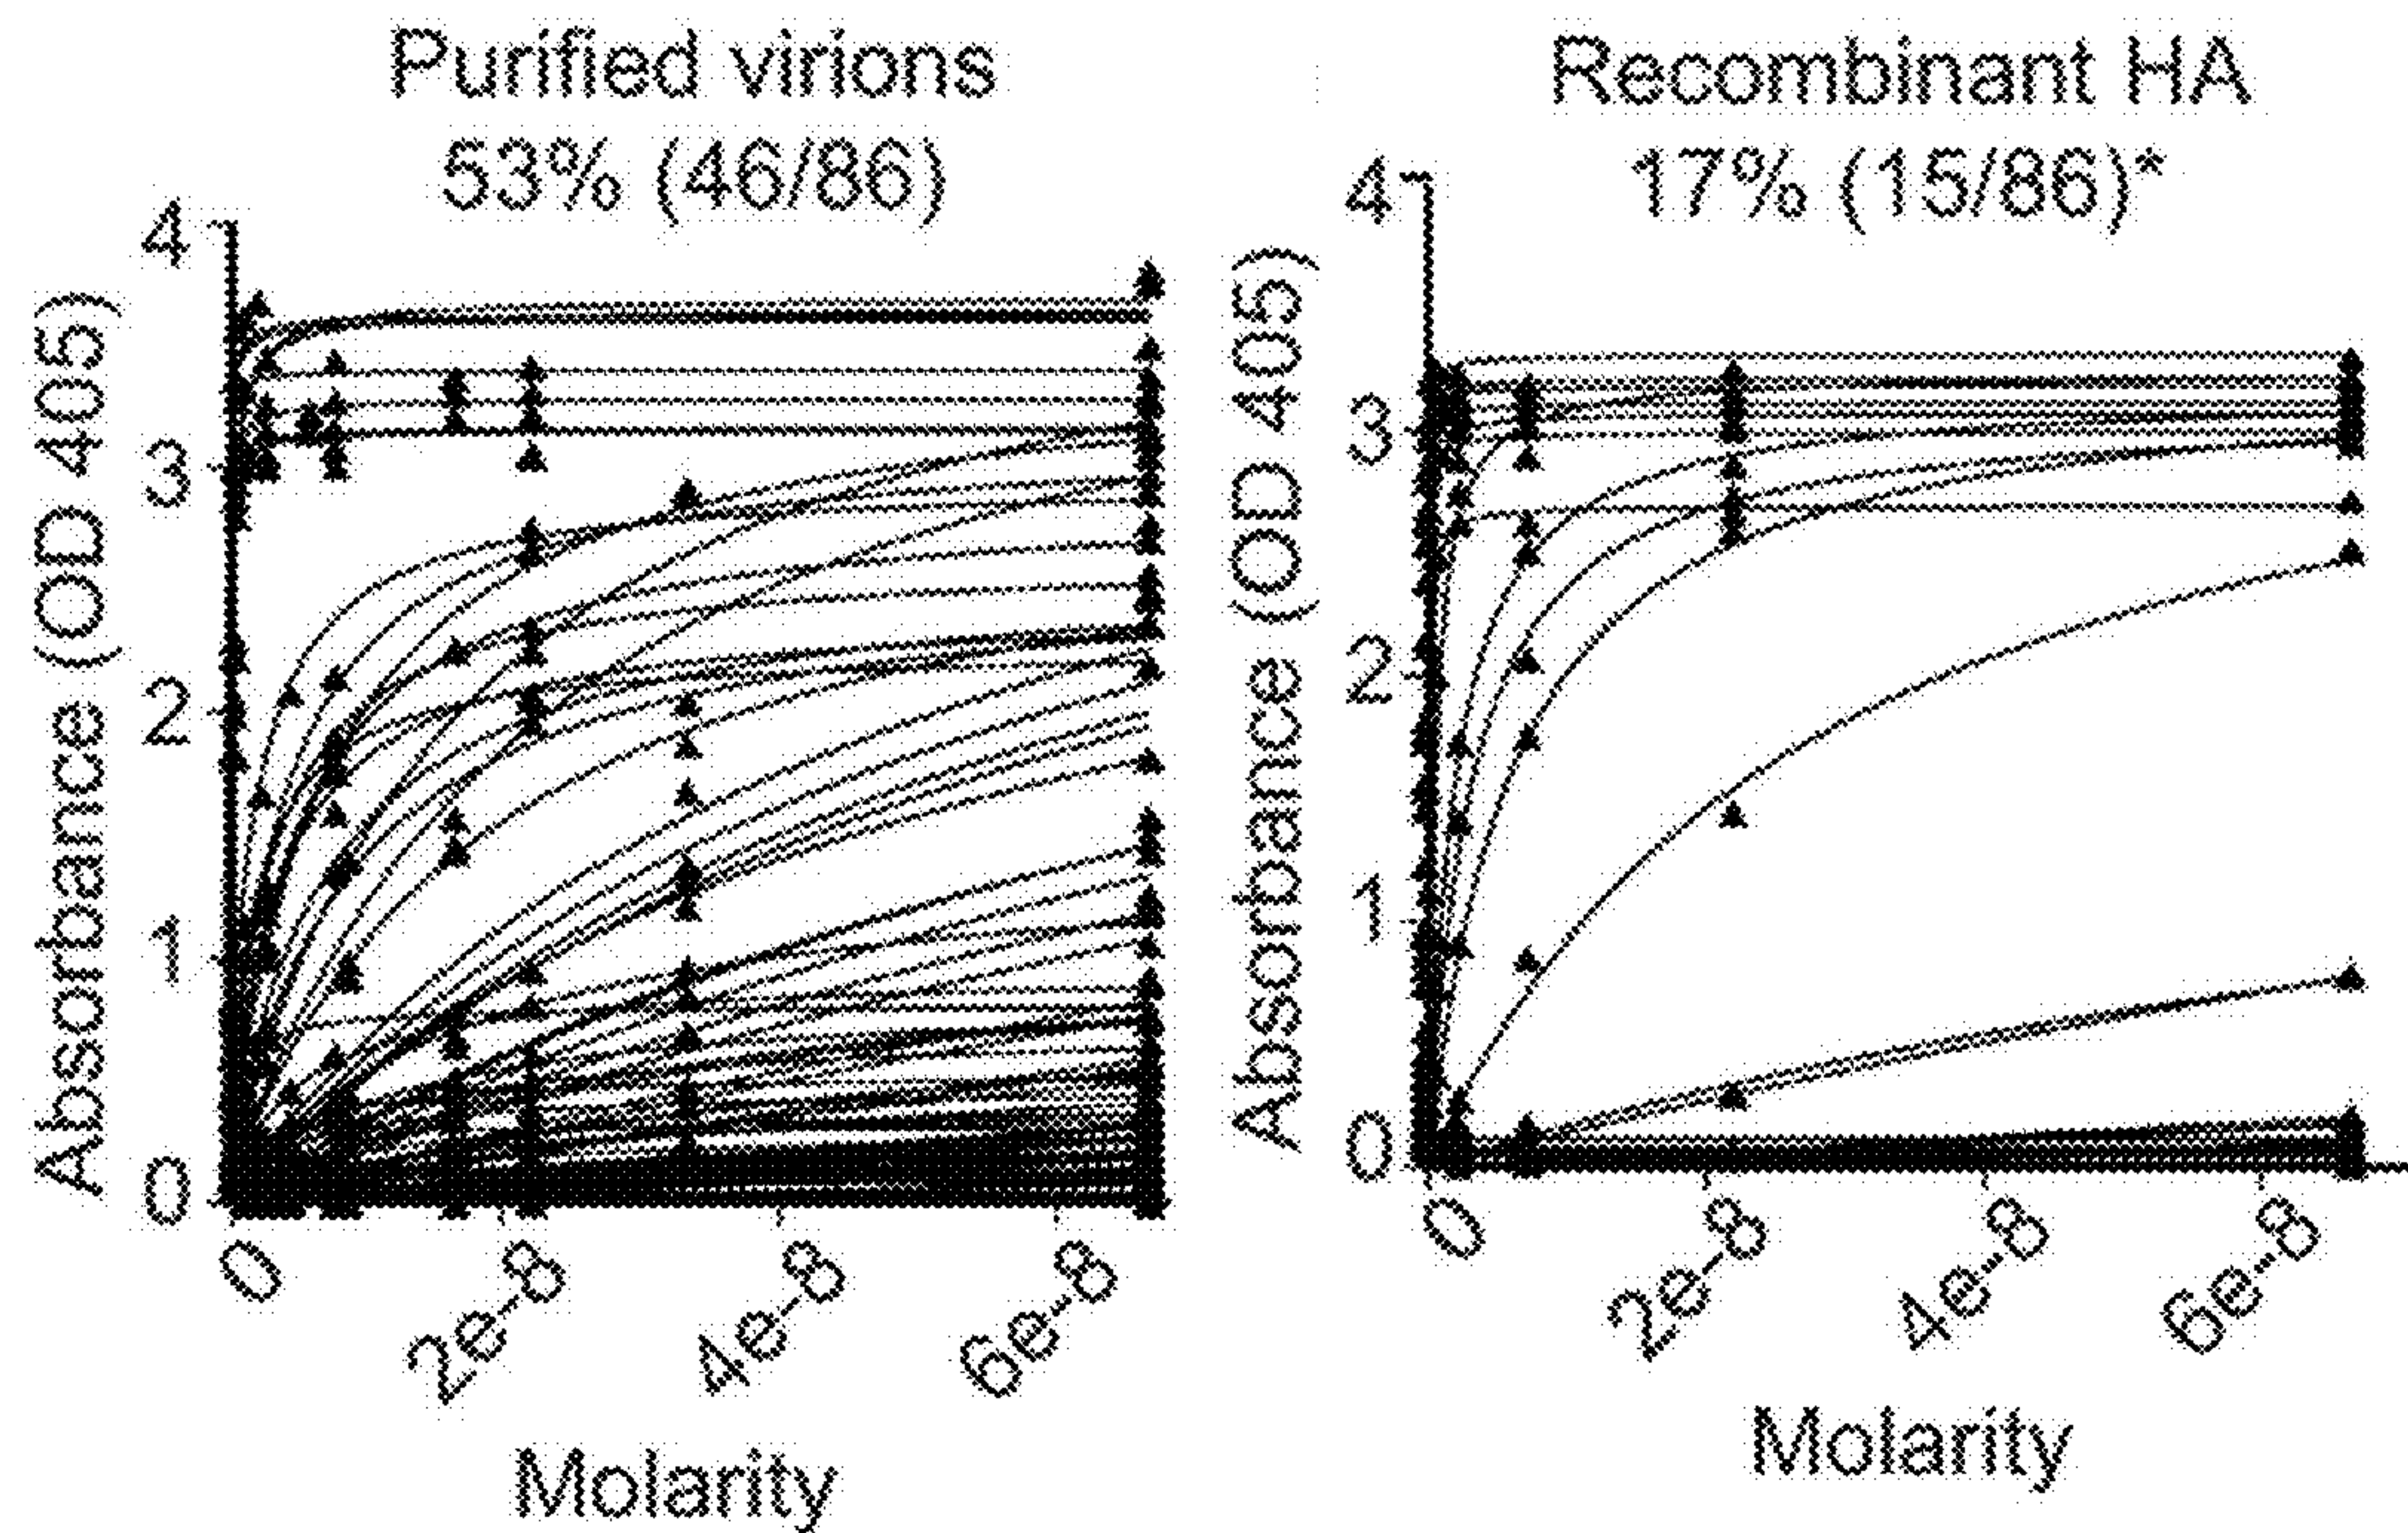 Purified virions
53% (46/86)
Absorbance (OD 405)
4
3
2
1
0
0
2e-8
4e-8
6e-8
Molarity
Recombinant HA
17% (15/86)*
Absorbance (OD 405)
4
3
2
1
0
0
2e-8
4e-8
6e-8
Molarity